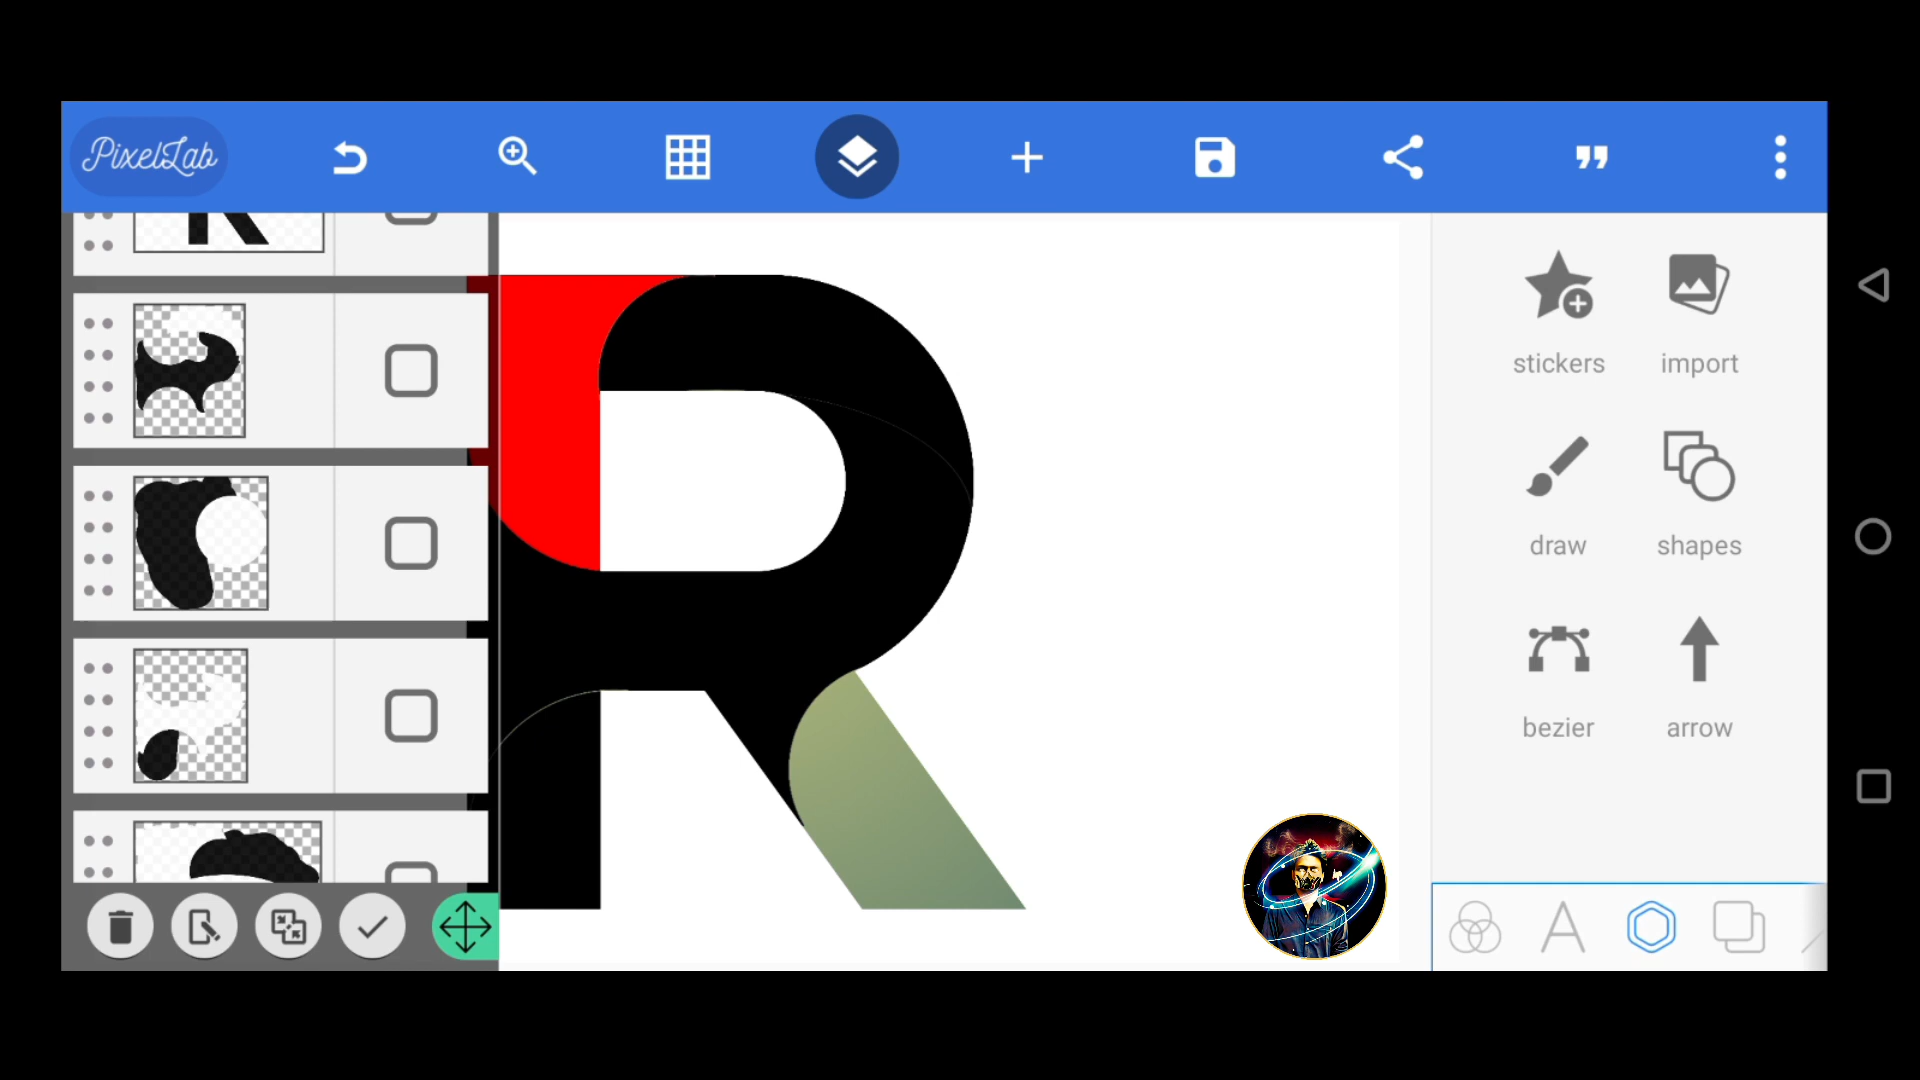 PixelLab
stickers
import
draw
shapes
bezier
arrow
R